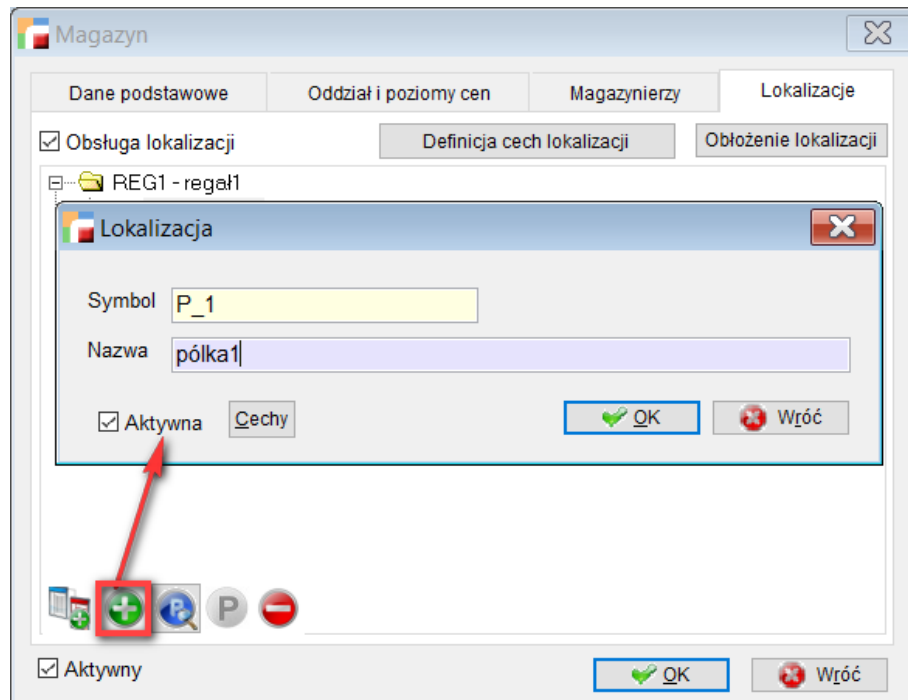 Magazyn
Dane podstawowe Oddział i poziomy cen Magazynierzy Lokalizacje
Obsługa lokalizacji Definicja cech lokalizacji Obłożenie lokalizacji
REG1 - regał1
Lokalizacja
Symbol P_1
Nazwa pólka1
Aktywna Cechy OK Wróć
P P
Aktywny OK Wróć